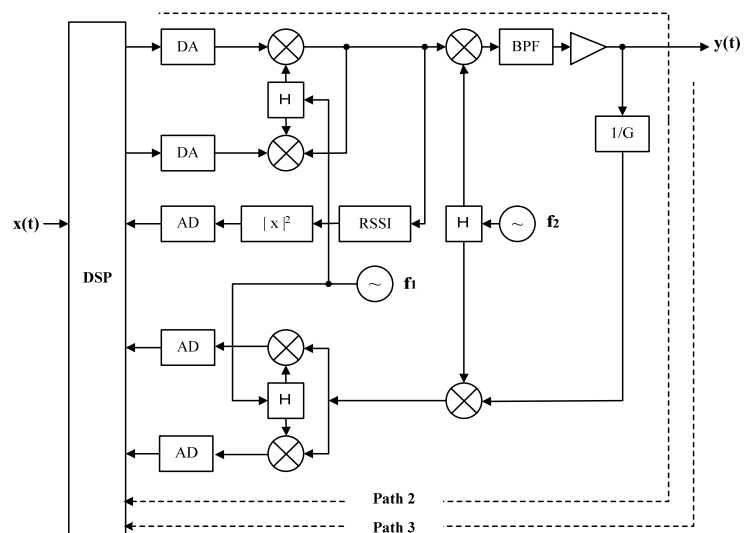 DA
BPF
y(t)
H
1/G
DA
x(t)
AD
| x |²
RSSI
H
~
f₂
DSP
~
f₁
AD
H
AD
Path 2
Path 3